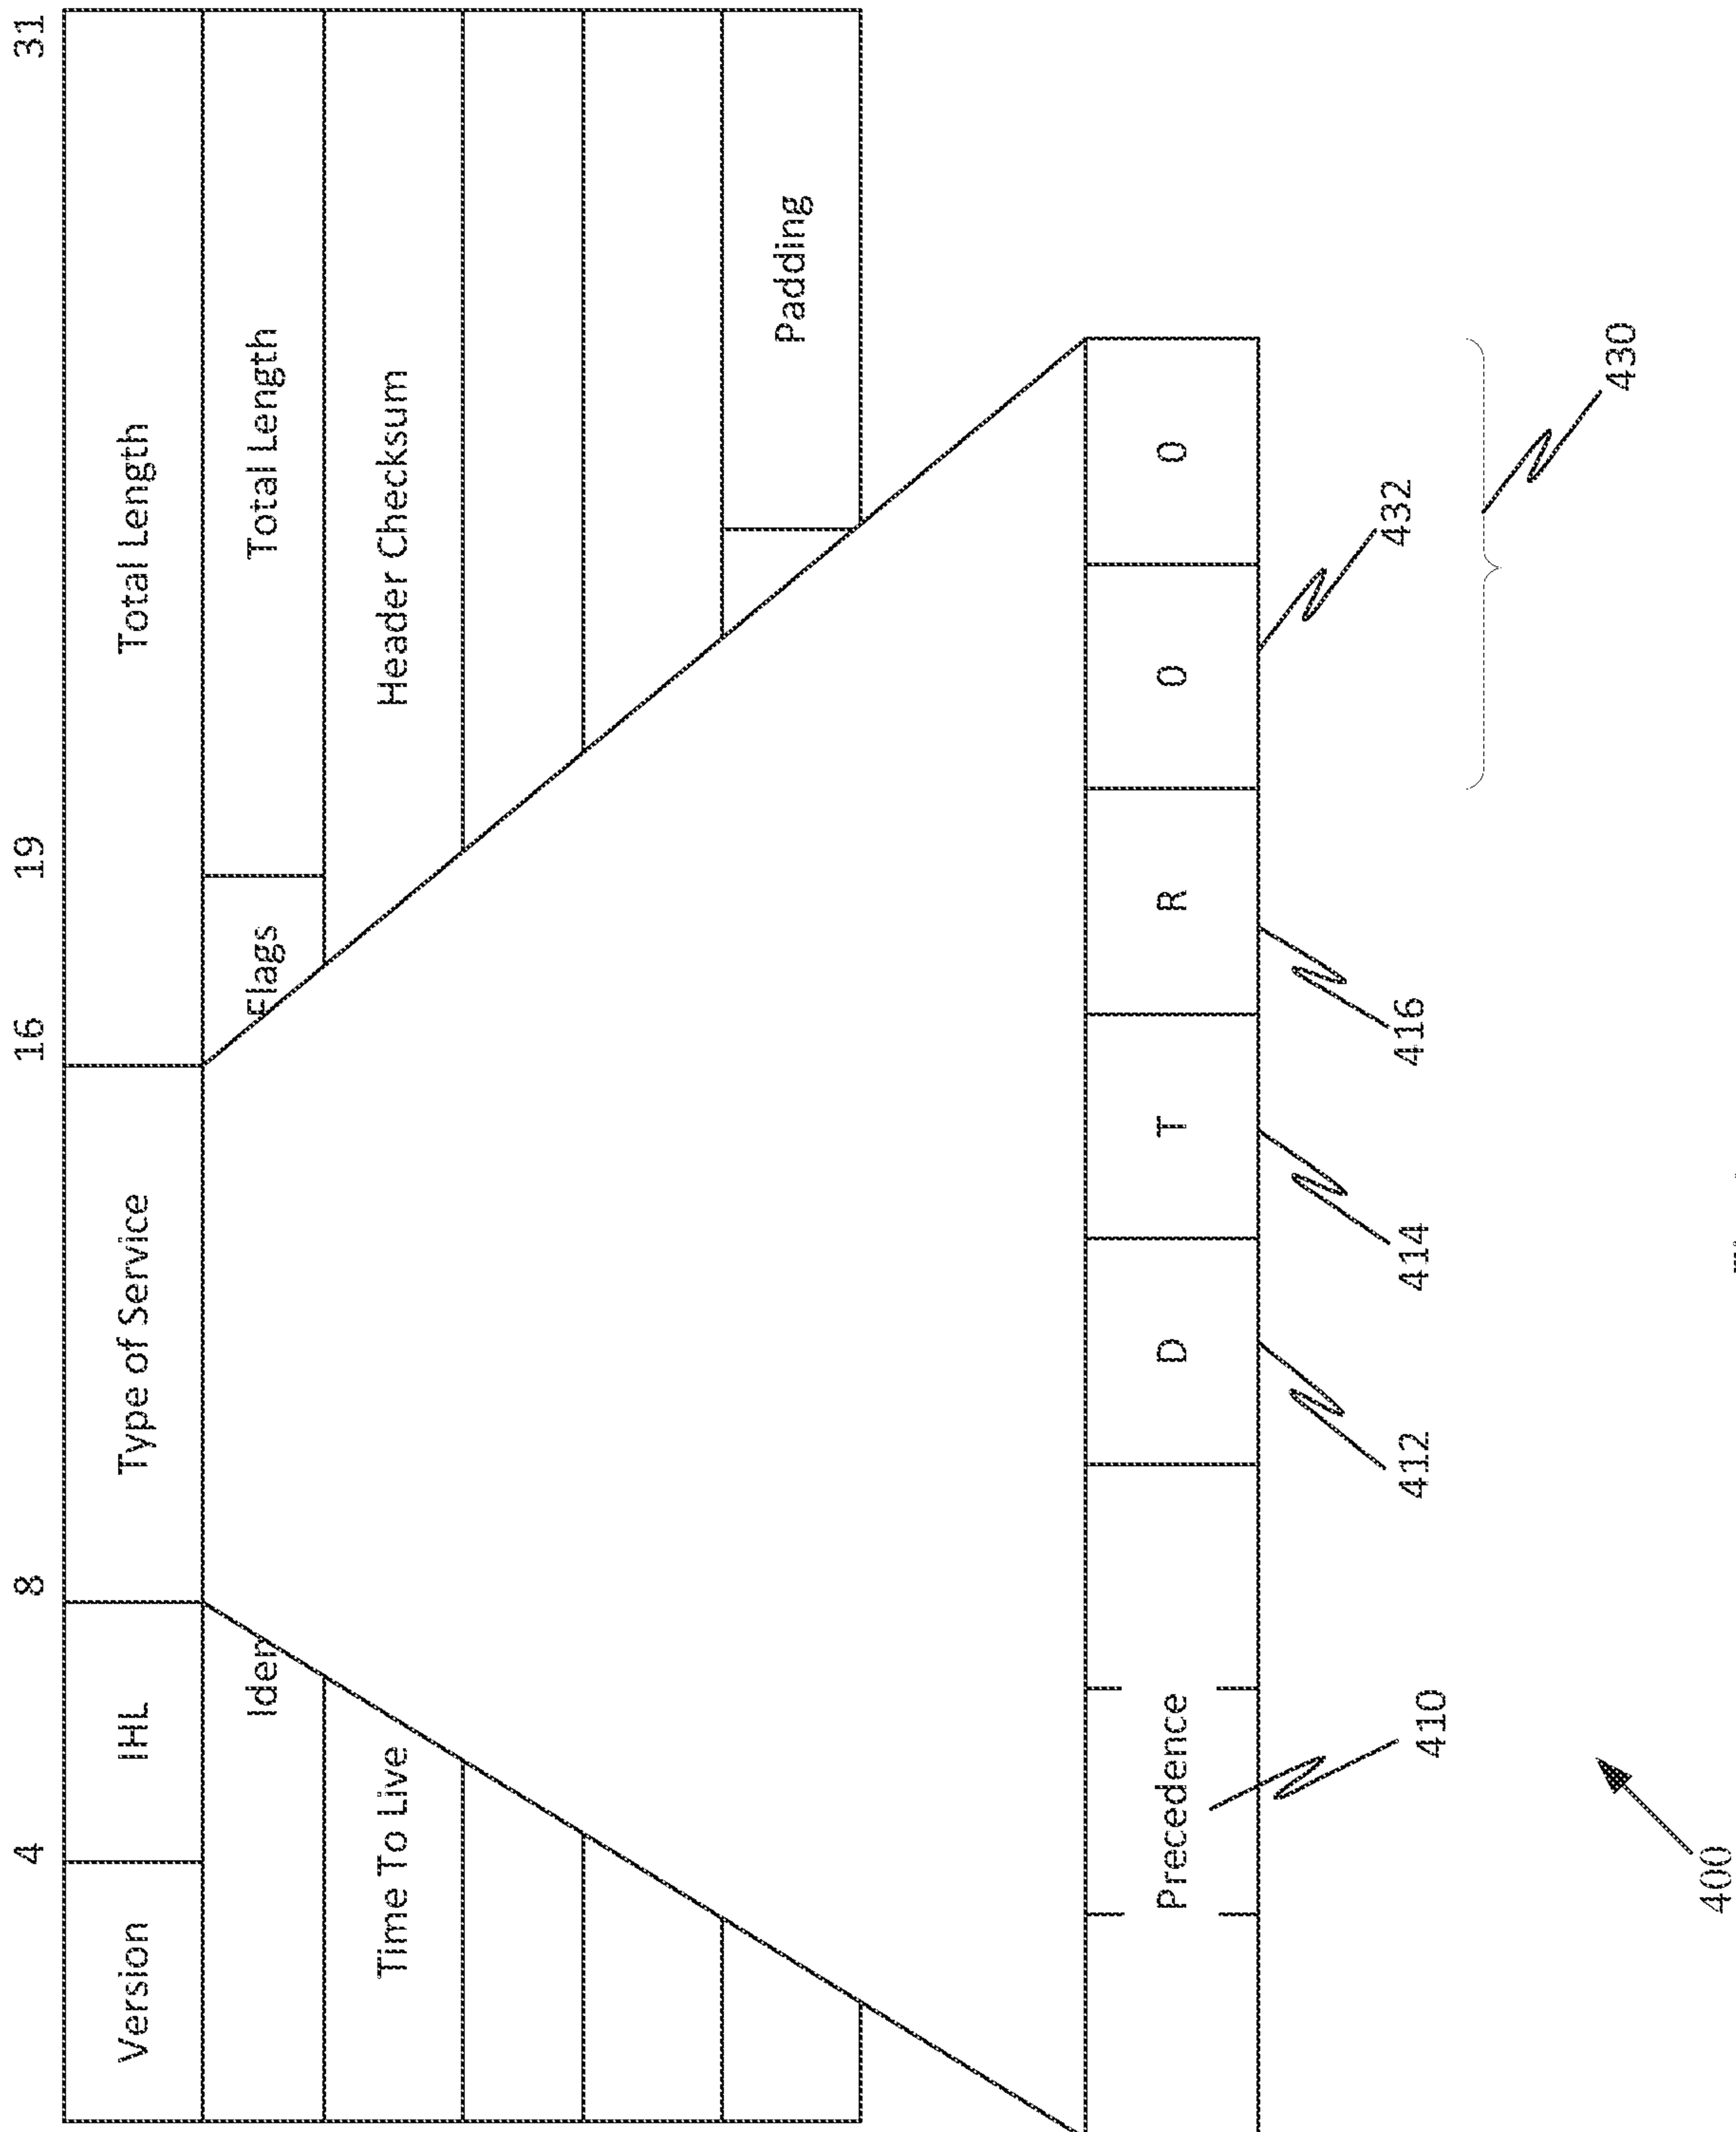 4 8 16 19 31
Version IHL Type of Service Total Length
Iden Flags Total Length
Time To Live Header Checksum
Padding
Precedence D T R 0 0
410 412 414 416 432
430
400